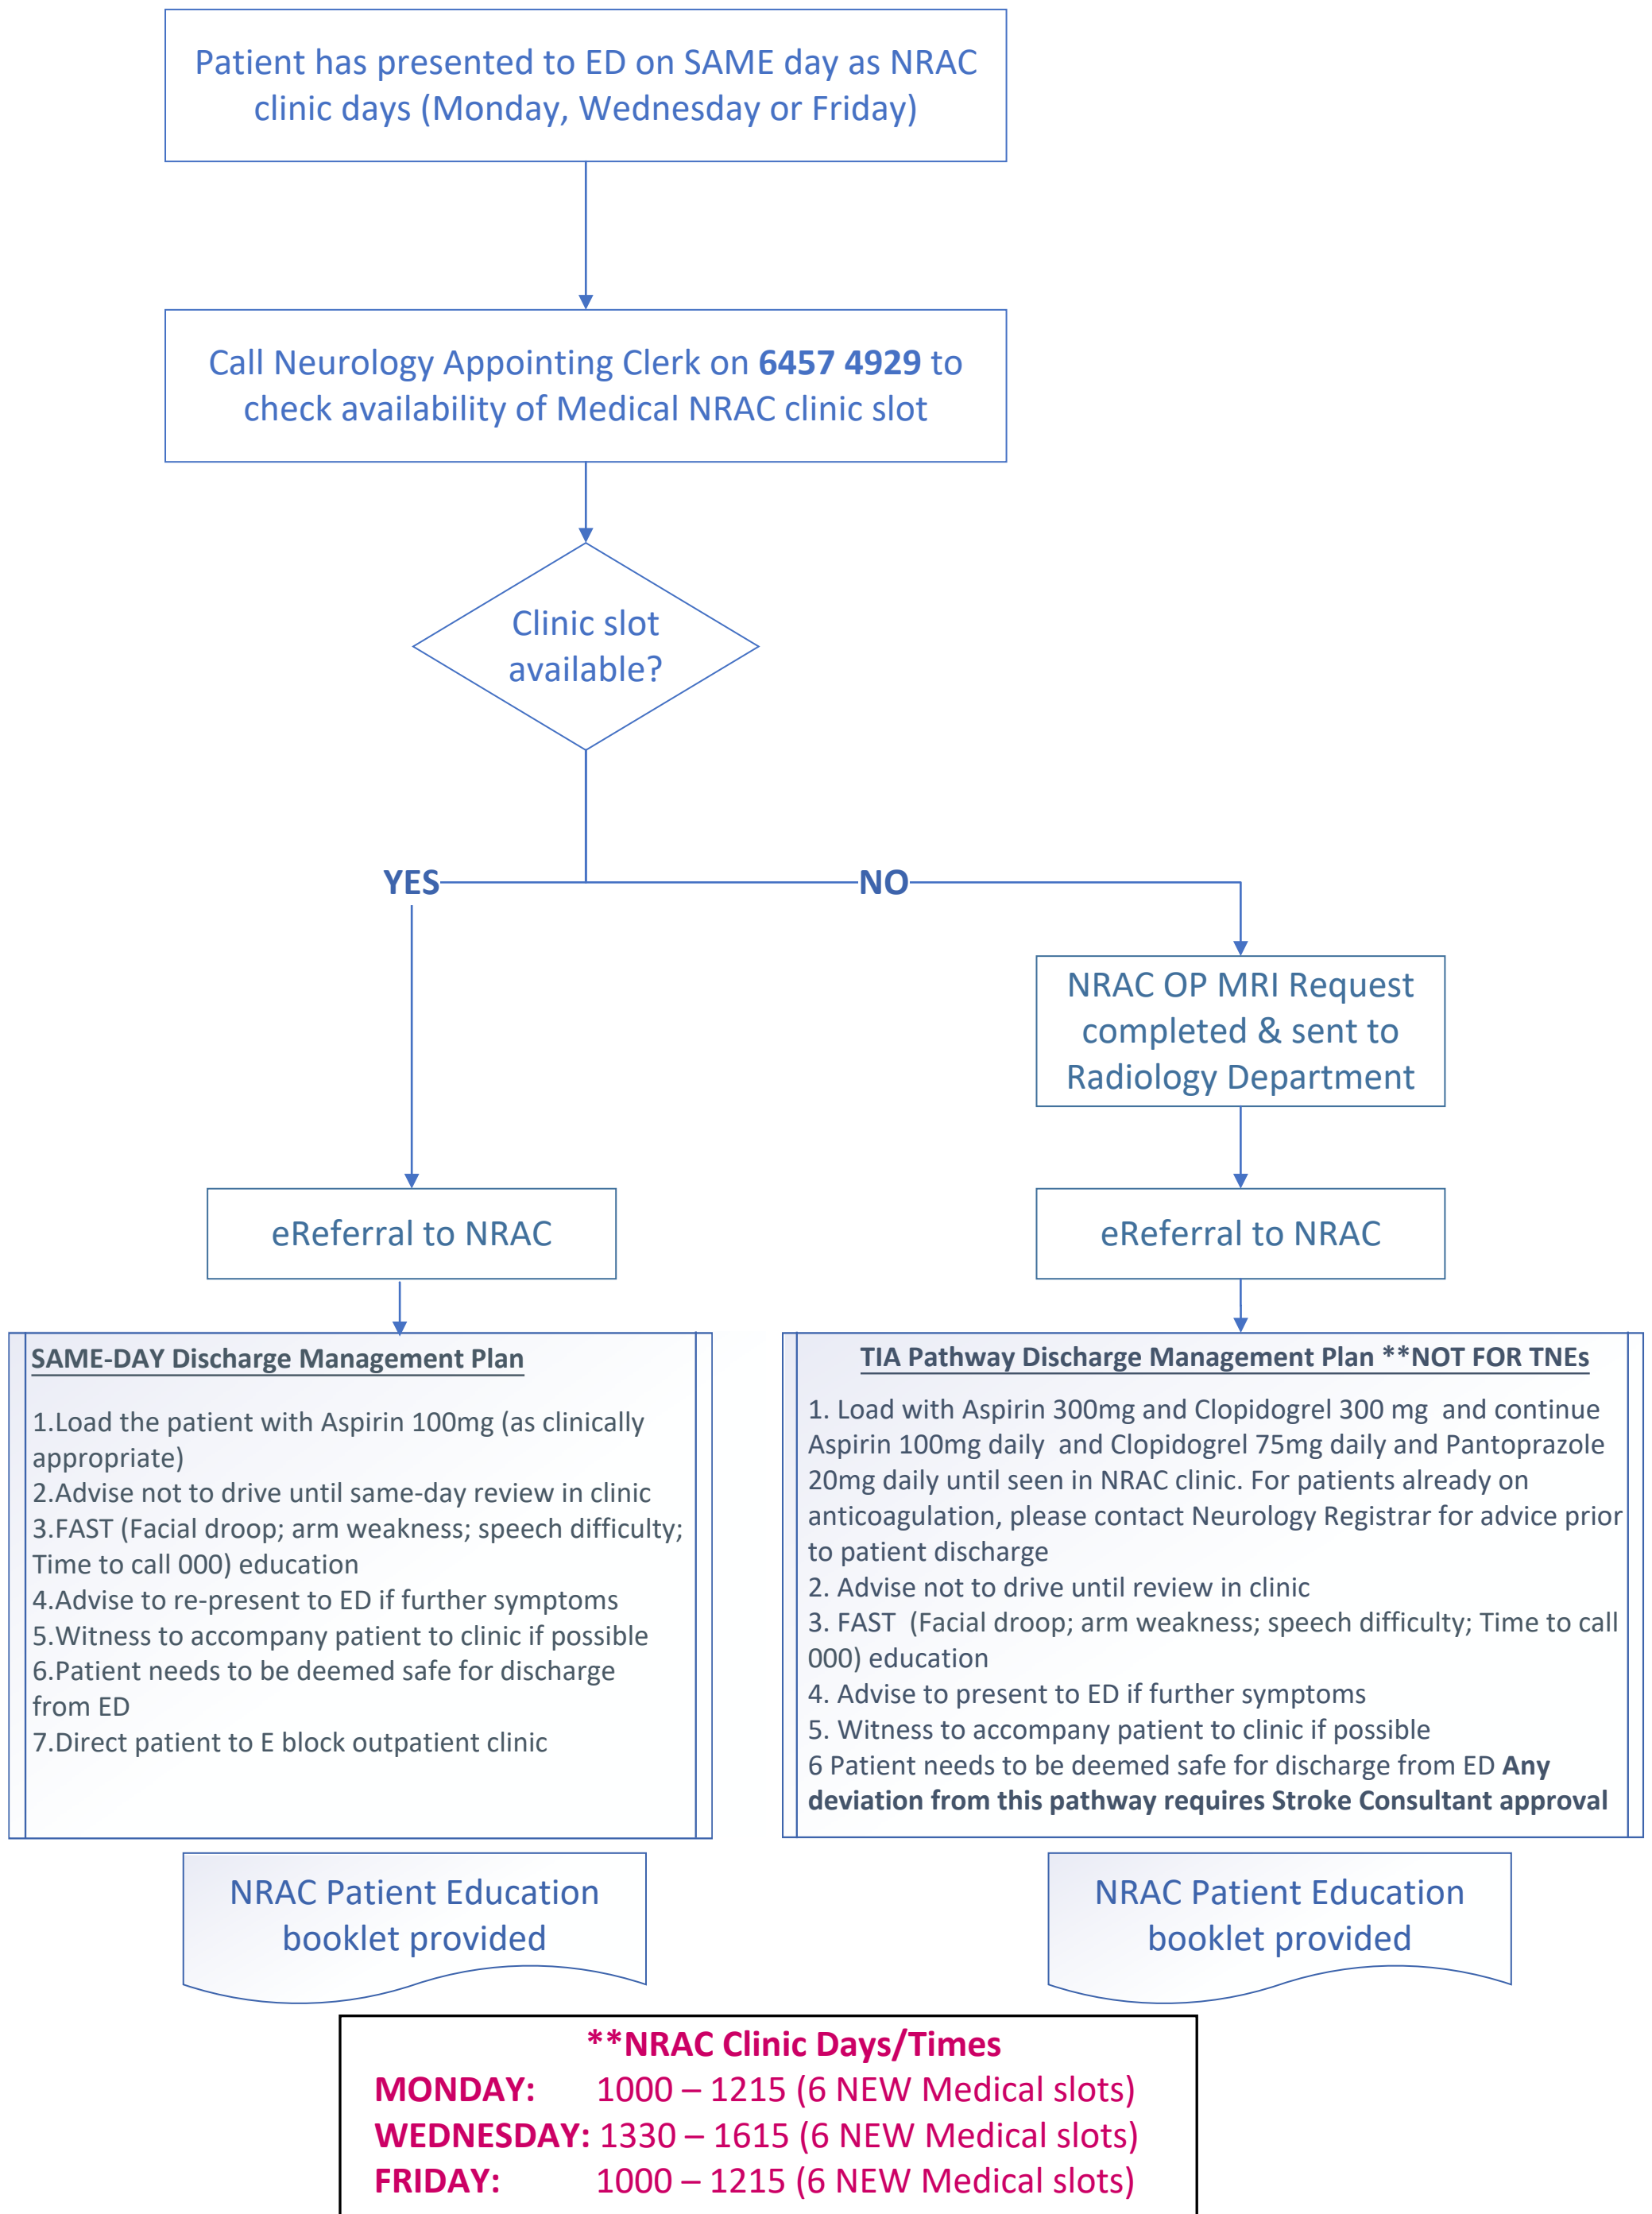 Patient has presented to ED on SAME day as NRAC
clinic days (Monday, Wednesday or Friday)
Call Neurology Appointing Clerk on 6457 4929 to
check availability of Medical NRAC clinic slot
Clinic slot
available?
YES
NO
NRAC OP MRI Request
completed & sent to
Radiology Department
eReferral to NRAC
eReferral to NRAC
SAME-DAY Discharge Management Plan
1.Load the patient with Aspirin 100mg (as clinically
appropriate)
2.Advise not to drive until same-day review in clinic
3.FAST (Facial droop; arm weakness; speech difficulty;
Time to call 000) education
4.Advise to re-present to ED if further symptoms
5.Witness to accompany patient to clinic if possible
6.Patient needs to be deemed safe for discharge
from ED
7.Direct patient to E block outpatient clinic
TIA Pathway Discharge Management Plan **NOT FOR TNEs
1. Load with Aspirin 300mg and Clopidogrel 300 mg  and continue
Aspirin 100mg daily  and Clopidogrel 75mg daily and Pantoprazole
20mg daily until seen in NRAC clinic. For patients already on
anticoagulation, please contact Neurology Registrar for advice prior
to patient discharge
2. Advise not to drive until review in clinic
3. FAST  (Facial droop; arm weakness; speech difficulty; Time to call
000) education
4. Advise to present to ED if further symptoms
5. Witness to accompany patient to clinic if possible
6 Patient needs to be deemed safe for discharge from ED Any
deviation from this pathway requires Stroke Consultant approval
NRAC Patient Education
booklet provided
NRAC Patient Education
booklet provided
**NRAC Clinic Days/Times
MONDAY: 1000 – 1215 (6 NEW Medical slots)
WEDNESDAY: 1330 – 1615 (6 NEW Medical slots)
FRIDAY: 1000 – 1215 (6 NEW Medical slots)